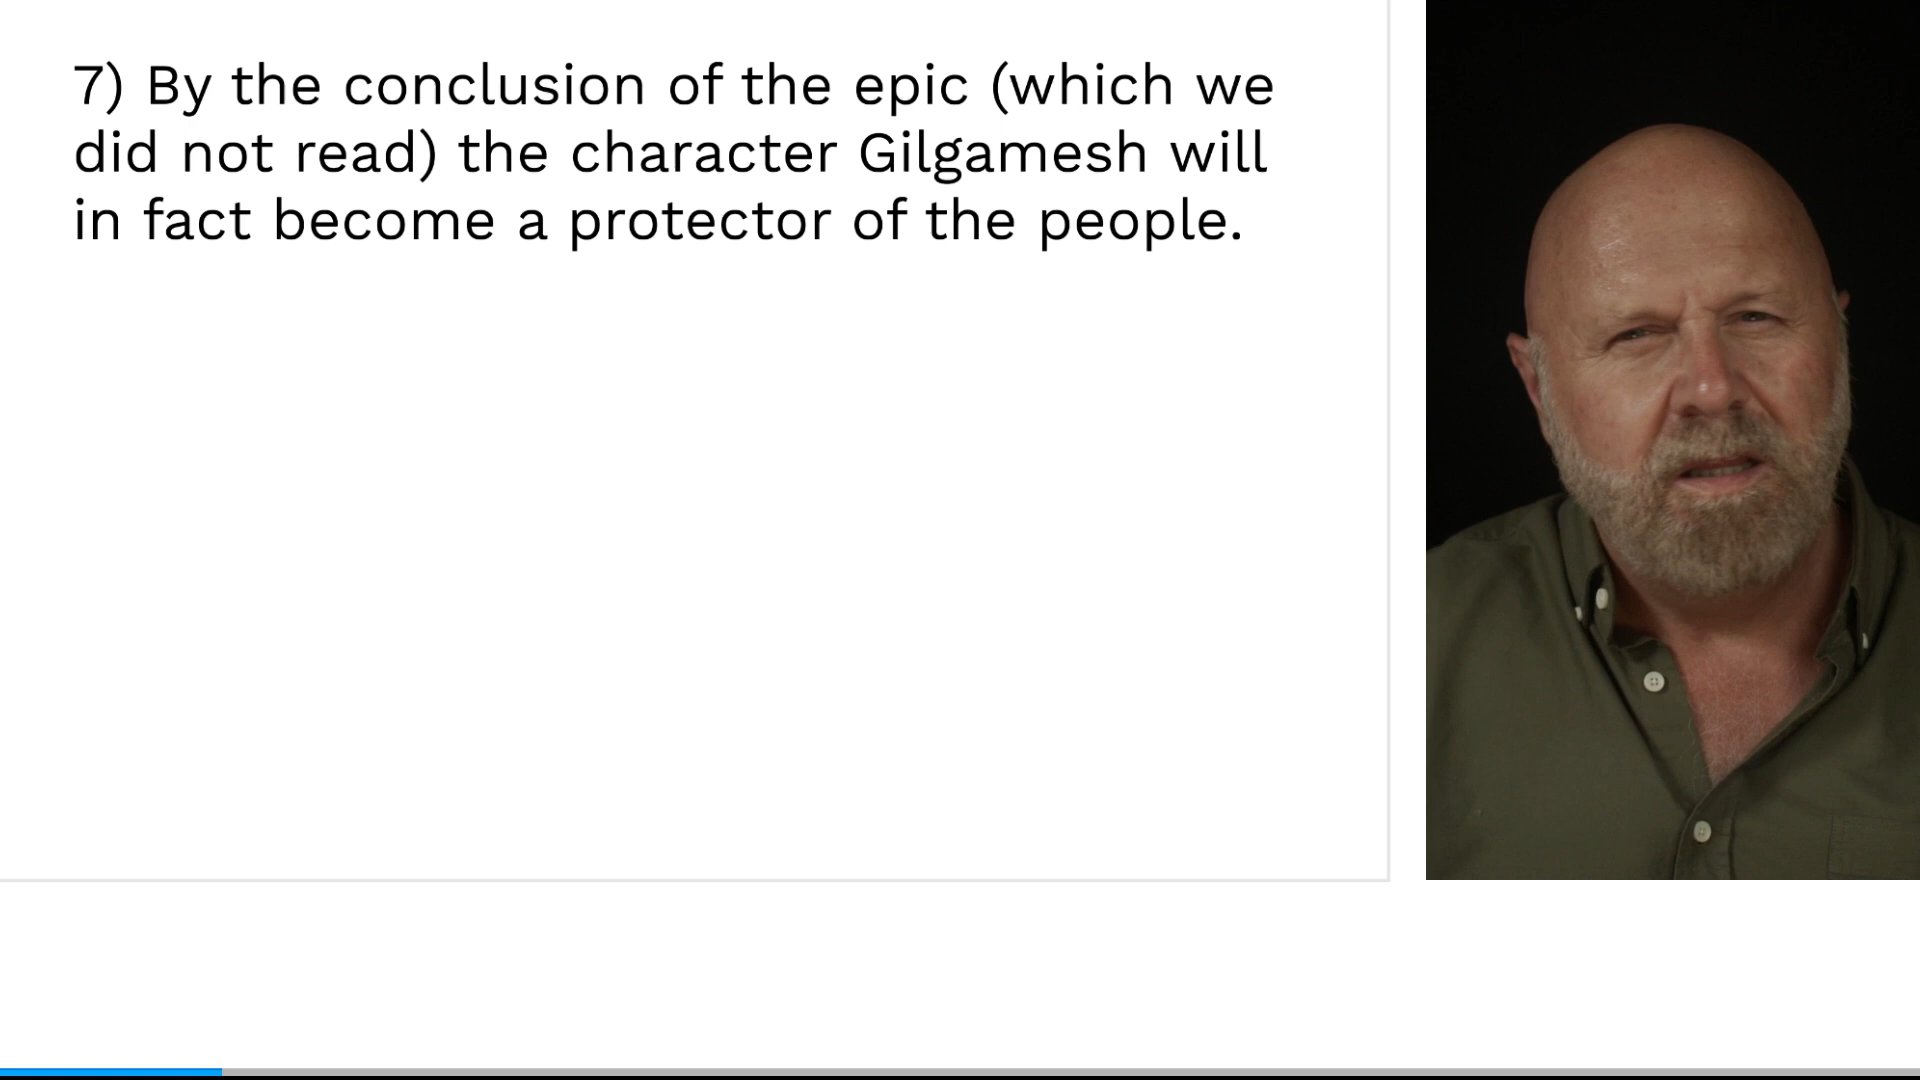 7) By the conclusion of the epic (which we
did not read) the character Gilgamesh will
in fact become a protector of the people.